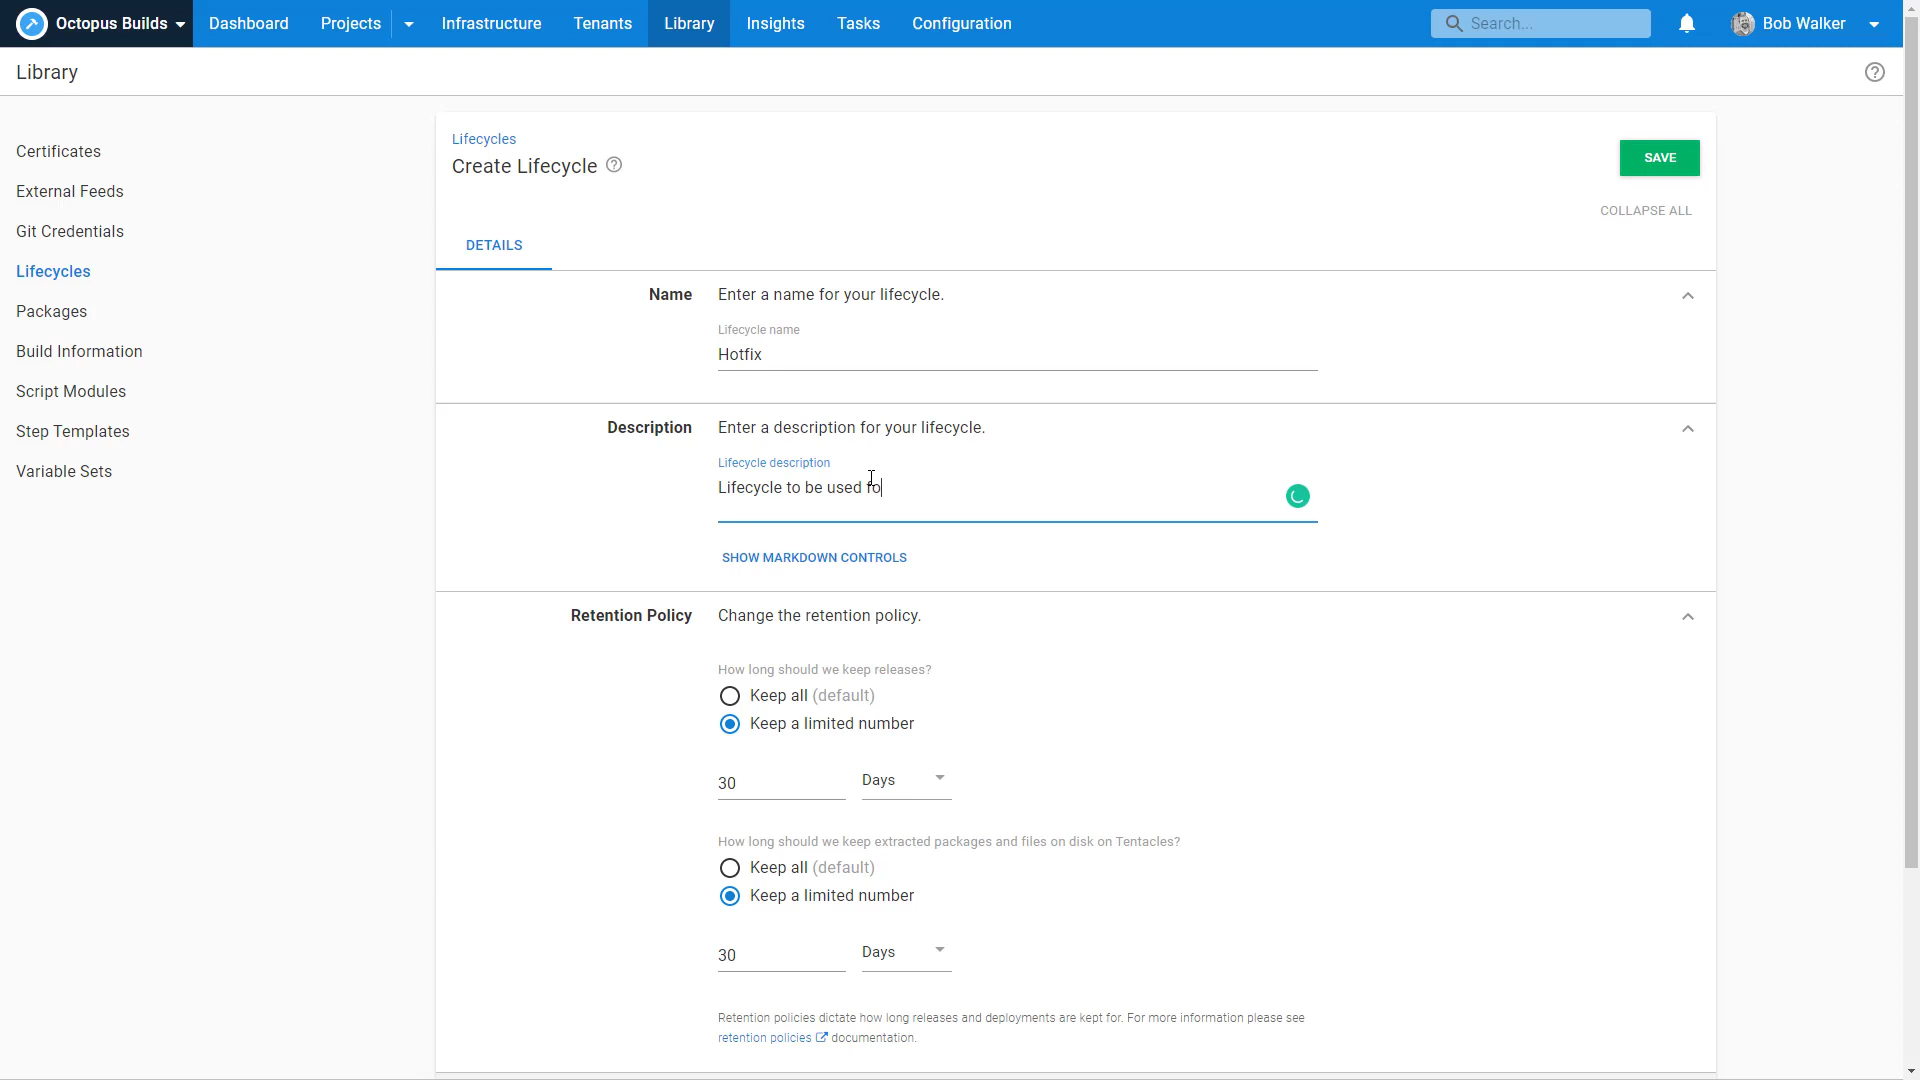 Octopus Builds
Dashboard
Projects
Infrastructure
Tenants
Library
Insights
Tasks
Configuration
Search...
Bob Walker
Library
Certificates
External Feeds
Git Credentials
Lifecycles
Packages
Build Information
Script Modules
Step Templates
Variable Sets
Lifecycles
Create Lifecycle
SAVE
COLLAPSE ALL
DETAILS
Name
Enter a name for your lifecycle.
Lifecycle name
Hotfix
Description
Enter a description for your lifecycle.
Lifecycle description
Lifecycle to be used fo
SHOW MARKDOWN CONTROLS
Retention Policy
Change the retention policy.
How long should we keep releases?
Keep all (default)
Keep a limited number
30
Days
How long should we keep extracted packages and files on disk on Tentacles?
Keep all (default)
Keep a limited number
30
Days
Retention policies dictate how long releases and deployments are kept for. For more information please see
retention policies documentation.